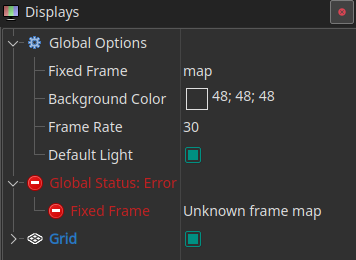 Displays
Global Options
Fixed Frame map
Background Color 48; 48; 48
Frame Rate 30
Default Light
Global Status: Error
Fixed Frame Unknown frame map
Grid